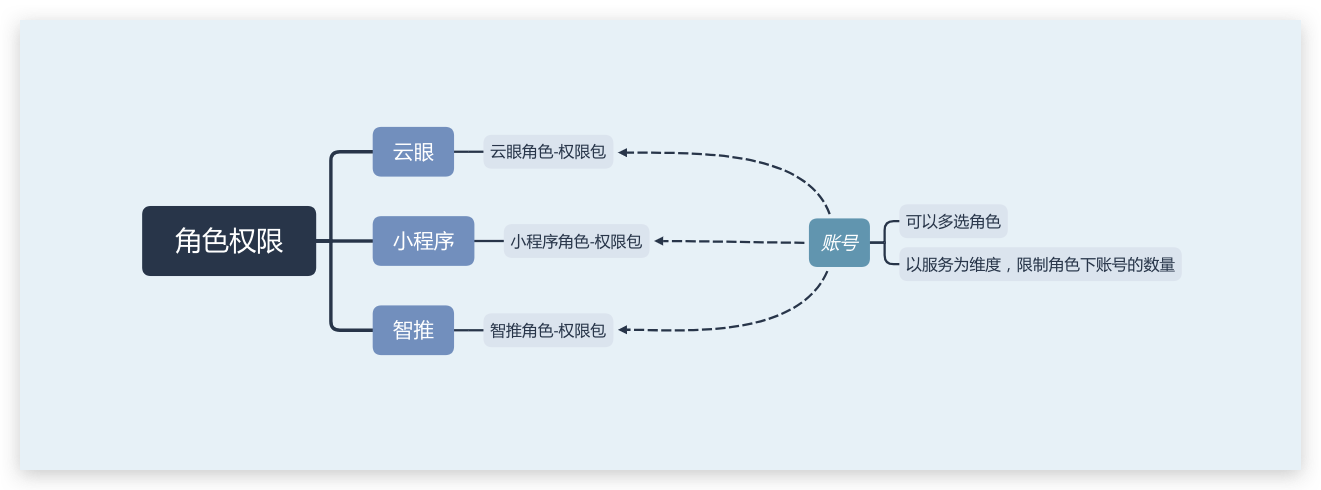 角色权限
云眼
云眼角色-权限包
小程序
小程序角色-权限包
智推
智推角色-权限包
账号
可以多选角色
以服务为维度，限制角色下账号的数量